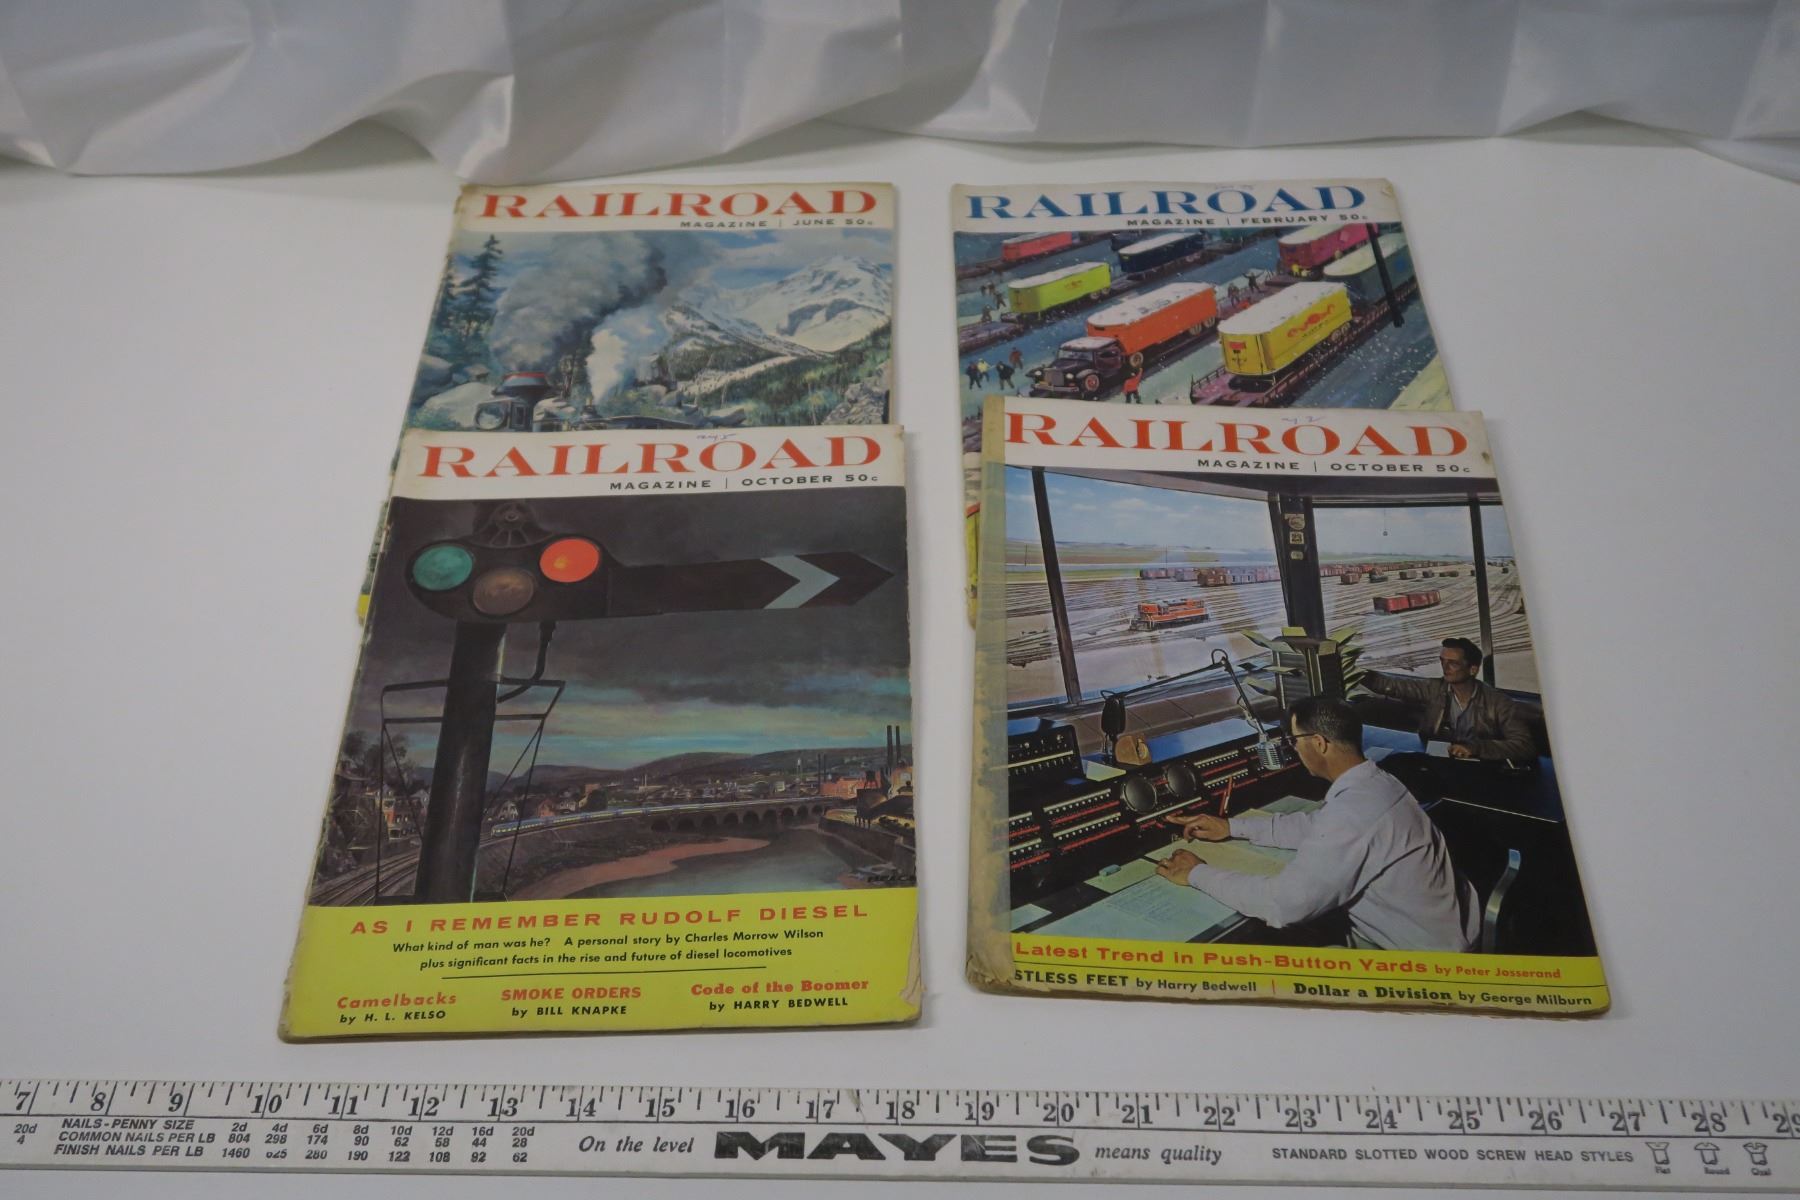 RAILROAD
MAGAZINE | JUNE 50c
RAILROAD
MAGAZINE | FEBRUARY 50c
RAILROAD
MAGAZINE | OCTOBER 50c
AS I REMEMBER RUDOLF DIESEL
What kind of man was he? A personal story by Charles Morrow Wilson
plus significant facts in the rise and future of diesel locomotives
Camelbacks
by H. L. KELSO
SMOKE ORDERS
by BILL KNAPKE
Code of the Boomer
by HARRY BEDWELL
RAILROAD
MAGAZINE | OCTOBER 50c
23
Latest Trend in Push-Button Yards by Peter Josserand
STLESS FEET by Harry Bedwell | Dollar a Division by George Milburn
7 8 9 10 11 12 13 14 15 16 17 18 19 20 21 22 23 24 25 26 27 28 29
20d NAILS - PENNY SIZE 2d 4d 6d 8d 10d 12d 16d 20d
4 COMMON NAILS PER LB 804 298 174 90 62 58 44 28
FINISH NAILS PER LB 1460 625 280 190 122 108 92 62
On the level MAYES means quality
STANDARD SLOTTED WOOD SCREW HEAD STYLES
Flat Round Oval